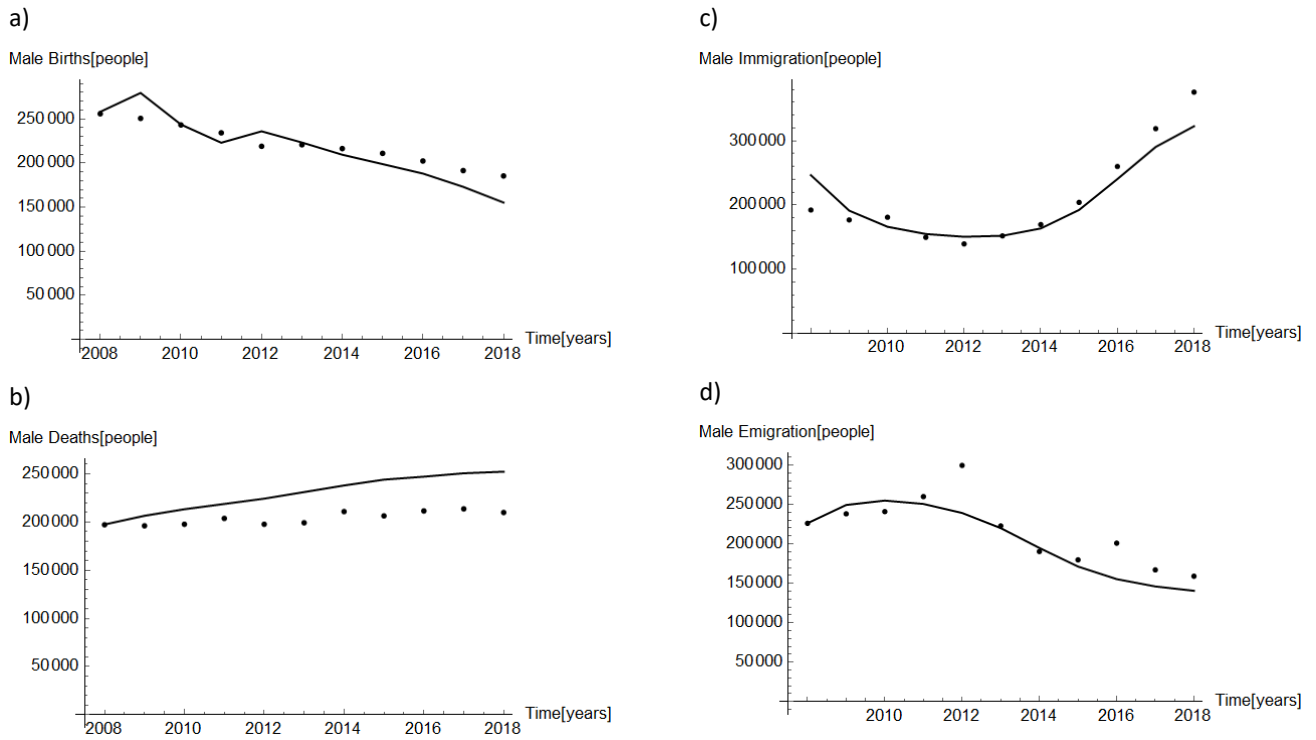 a)
Male Births[people]
250 000
200 000
150 000
100 000
50 000
2008 2010 2012 2014 2016 2018
Time[years]
b)
Male Deaths[people]
250 000
200 000
150 000
100 000
50 000
2008 2010 2012 2014 2016 2018
Time[years]
c)
Male Immigration[people]
300 000
200 000
100 000
2010 2012 2014 2016 2018
Time[years]
d)
Male Emigration[people]
300 000
250 000
200 000
150 000
100 000
50 000
2010 2012 2014 2016 2018
Time[years]